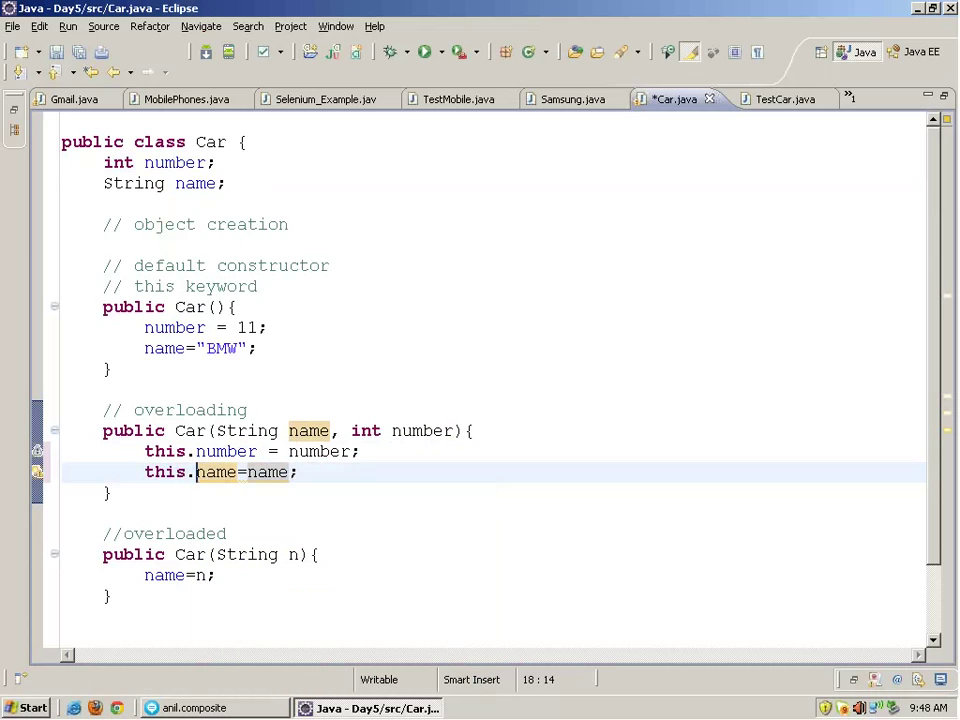 Java - Day5/src/Car.java - Eclipse
File Edit Run Source Refactor Navigate Search Project Window Help
Java Java EE
Gmail.java MobilePhones.java Selenium_Example.jav TestMobile.java Samsung.java *Car.java TestCar.java »1
public class Car {
int number;
String name;
// object creation
// default constructor
// this keyword
public Car(){
number = 11;
name="BMW";
}
// overloading
public Car(String name, int number){
this.number = number;
this.name=name;
}
//overloaded
public Car(String n){
name=n;
}
Writable Smart Insert 18 : 14
Start anil.composite Java - Day5/src/Car.j... 9:48 AM